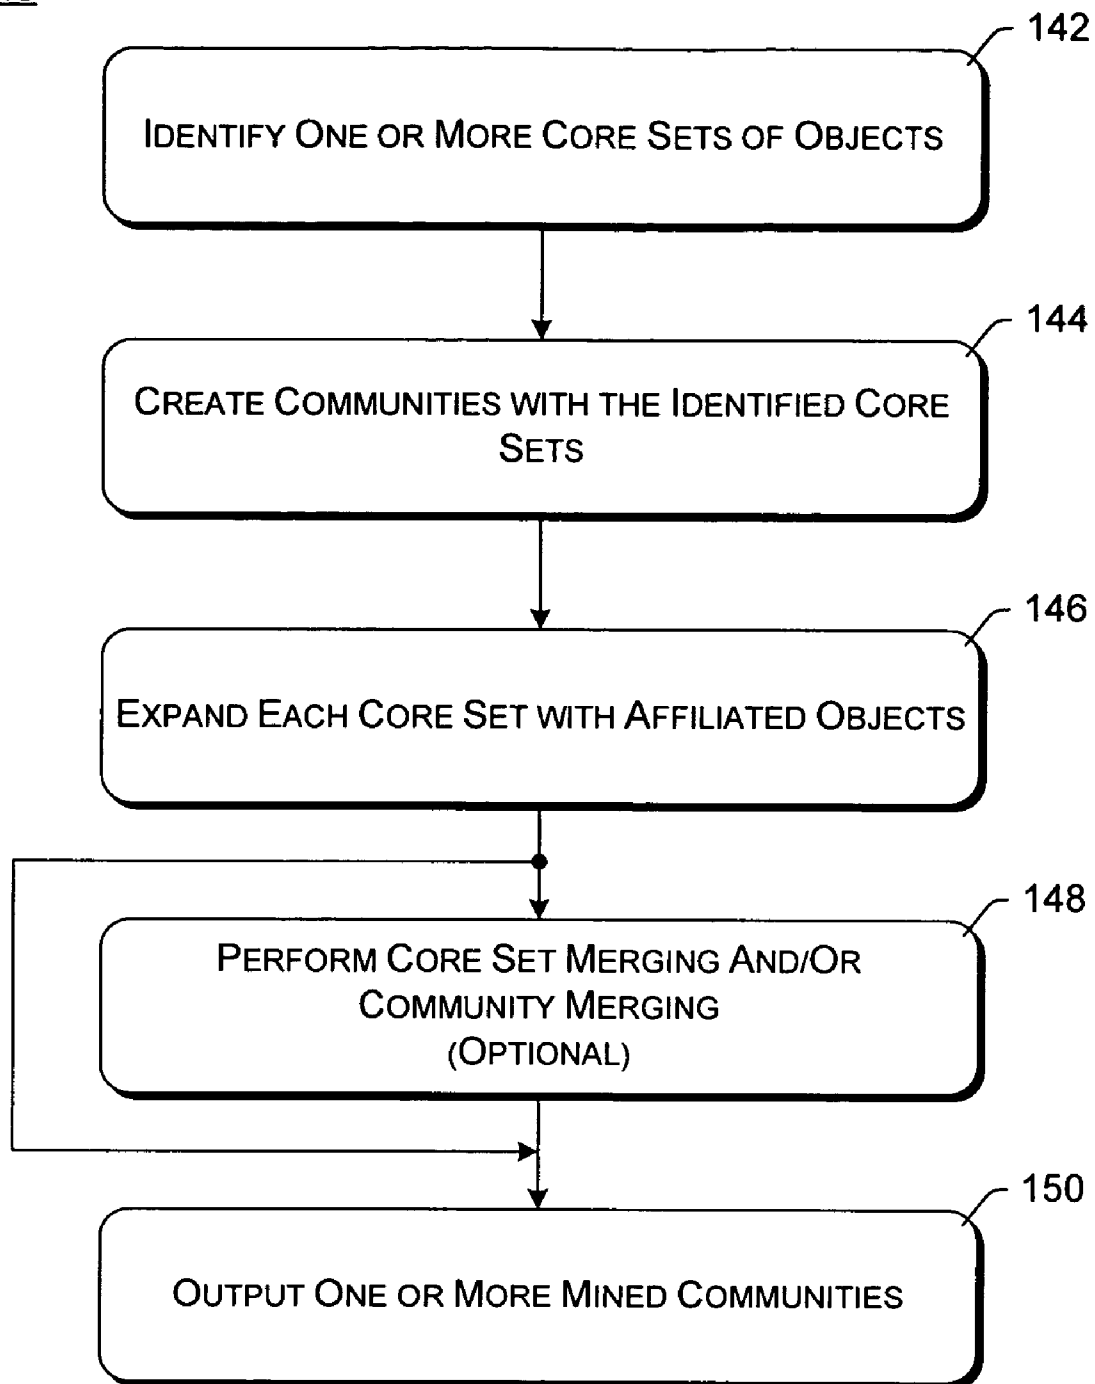 142
IDENTIFY ONE OR MORE CORE SETS OF OBJECTS
144
CREATE COMMUNITIES WITH THE IDENTIFIED CORE
SETS
146
EXPAND EACH CORE SET WITH AFFILIATED OBJECTS
148
PERFORM CORE SET MERGING AND/OR
COMMUNITY MERGING
(OPTIONAL)
150
OUTPUT ONE OR MORE MINED COMMUNITIES